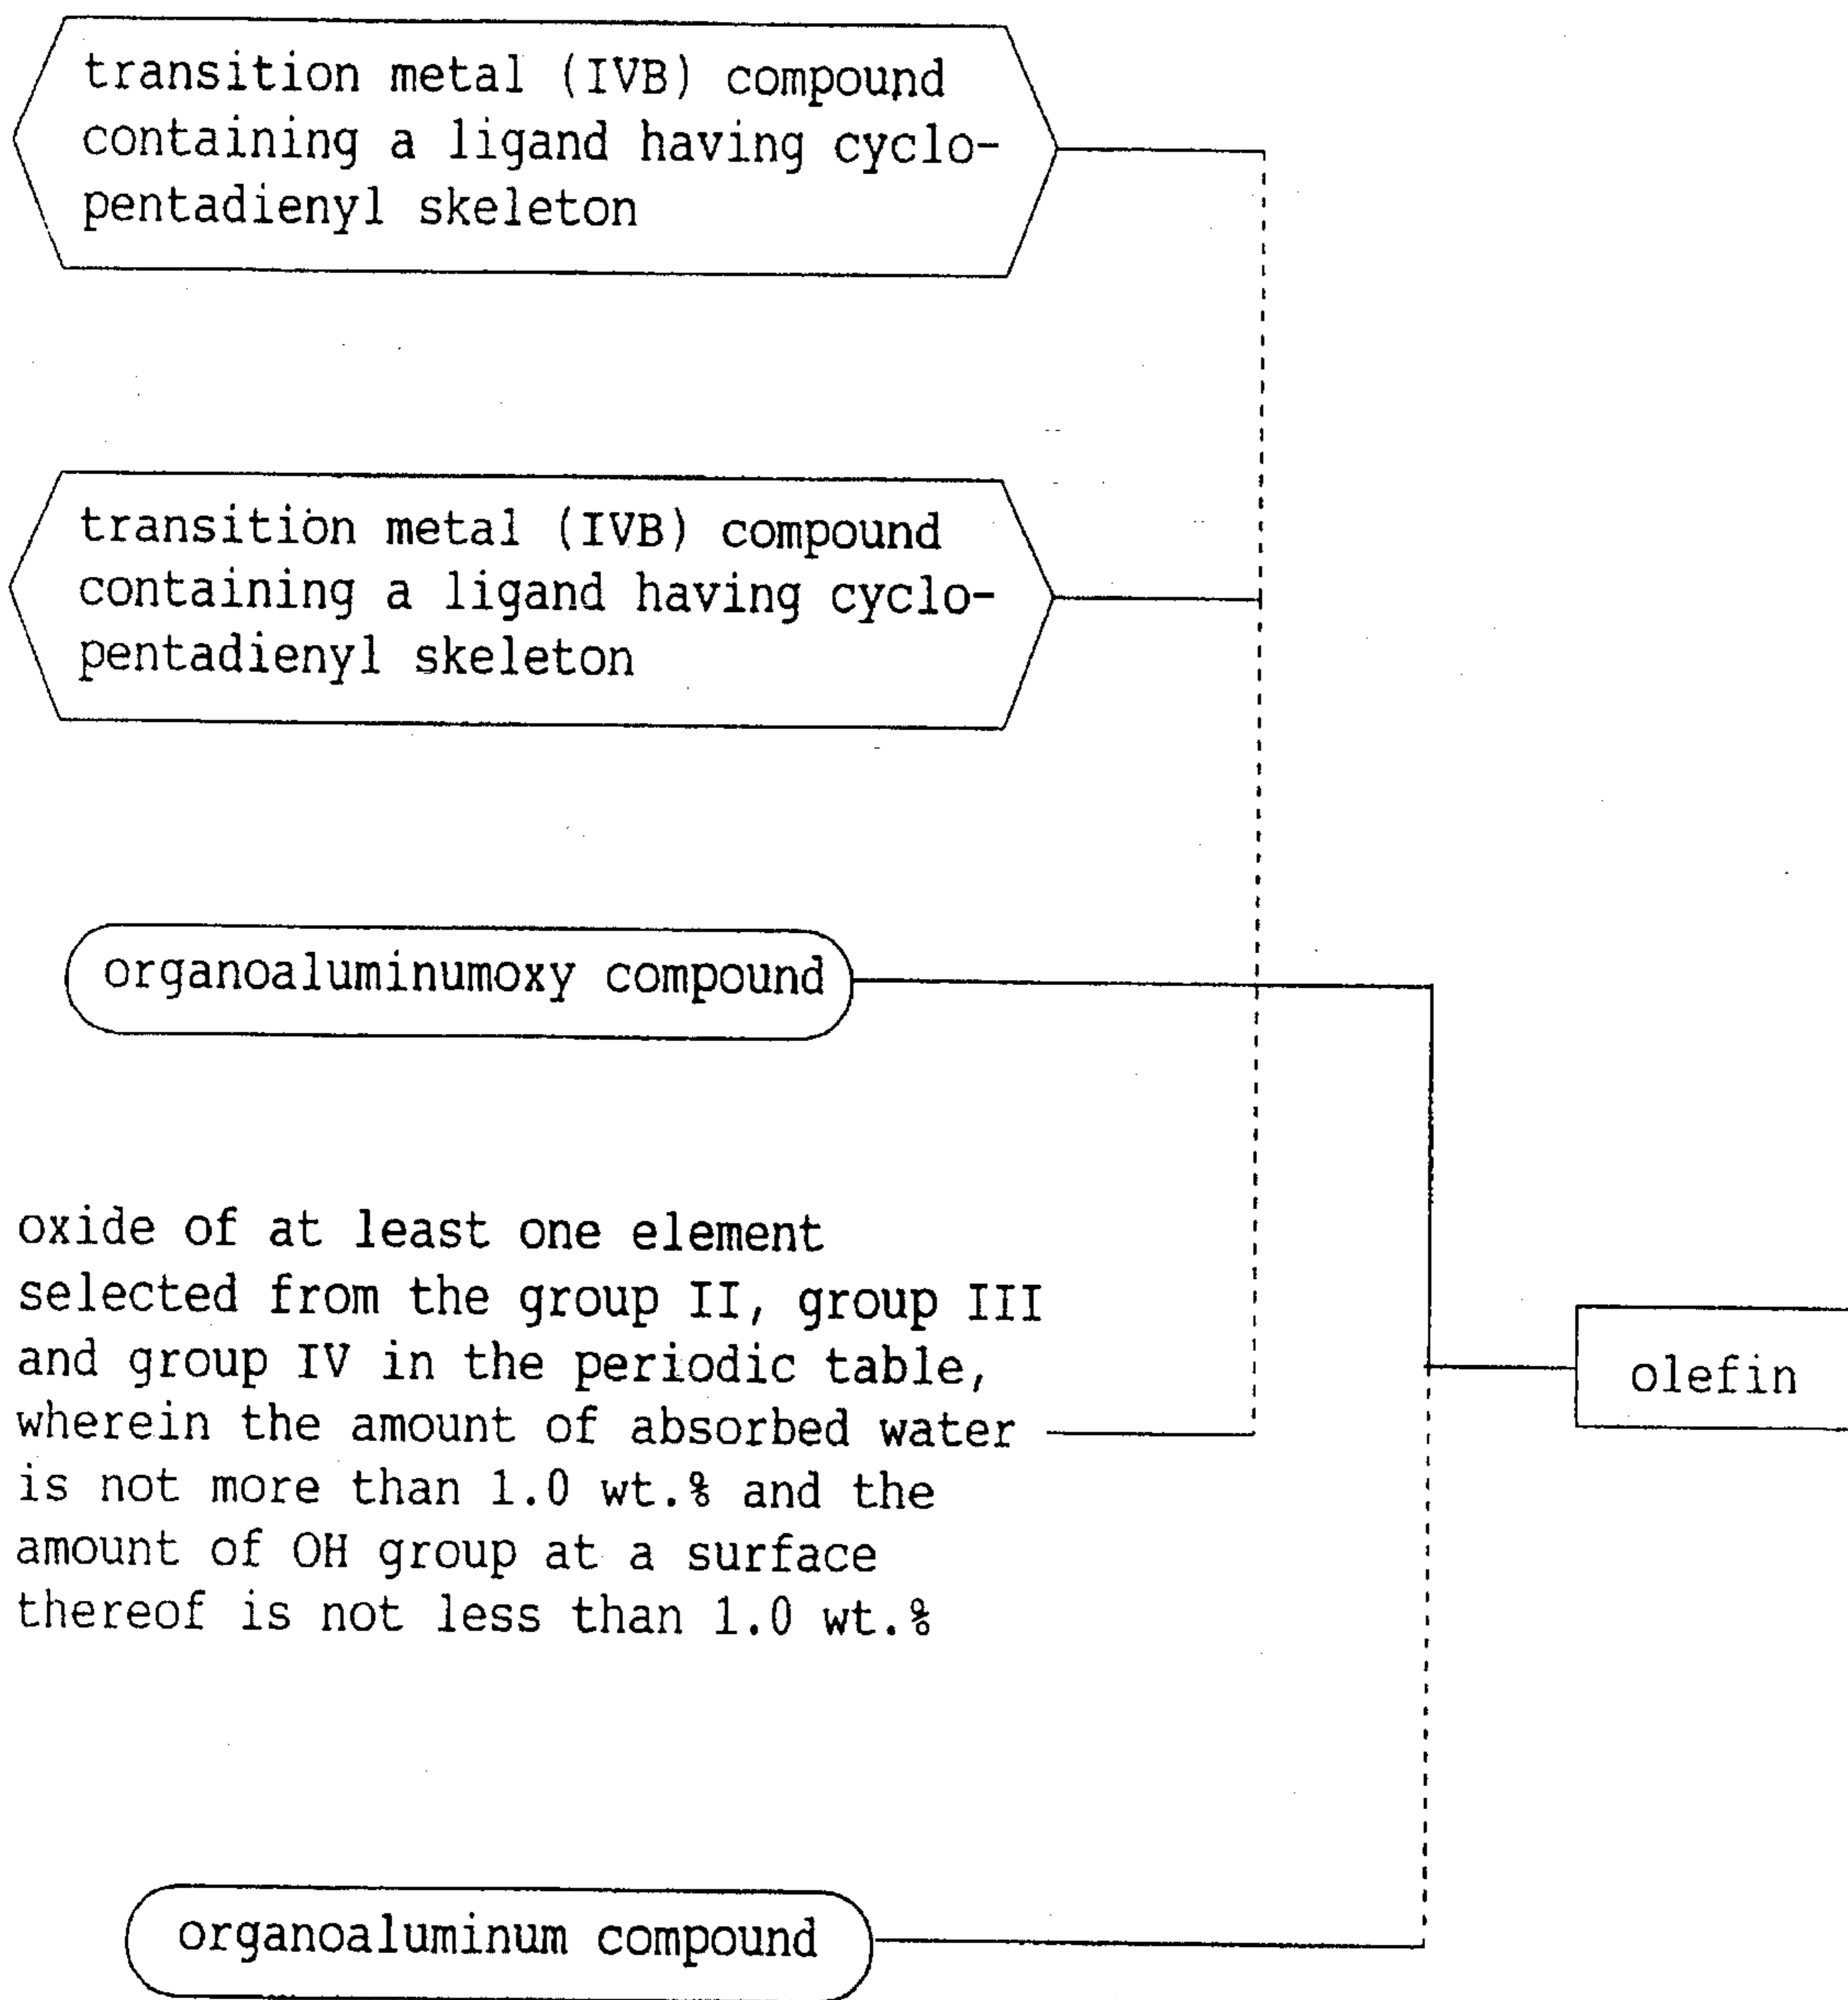 transition metal (IVB) compound
containing a ligand having cyclo-
pentadienyl skeleton
transition metal (IVB) compound
containing a ligand having cyclo-
pentadienyl skeleton
organoaluminumoxy compound
oxide of at least one element
selected from the group II, group III
and group IV in the periodic table,
wherein the amount of absorbed water
is not more than 1.0 wt.% and the
amount of OH group at a surface
thereof is not less than 1.0 wt.%
olefin
organoaluminum compound